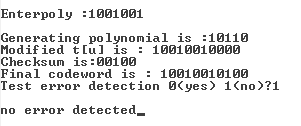 Enterpoly :1001001
Generating polynomial is :10110
Modified t[u] is : 10010010000
Checksum is:00100
Final codeword is : 10010010100
Test error detection 0(yes) 1(no)?1
no error detected